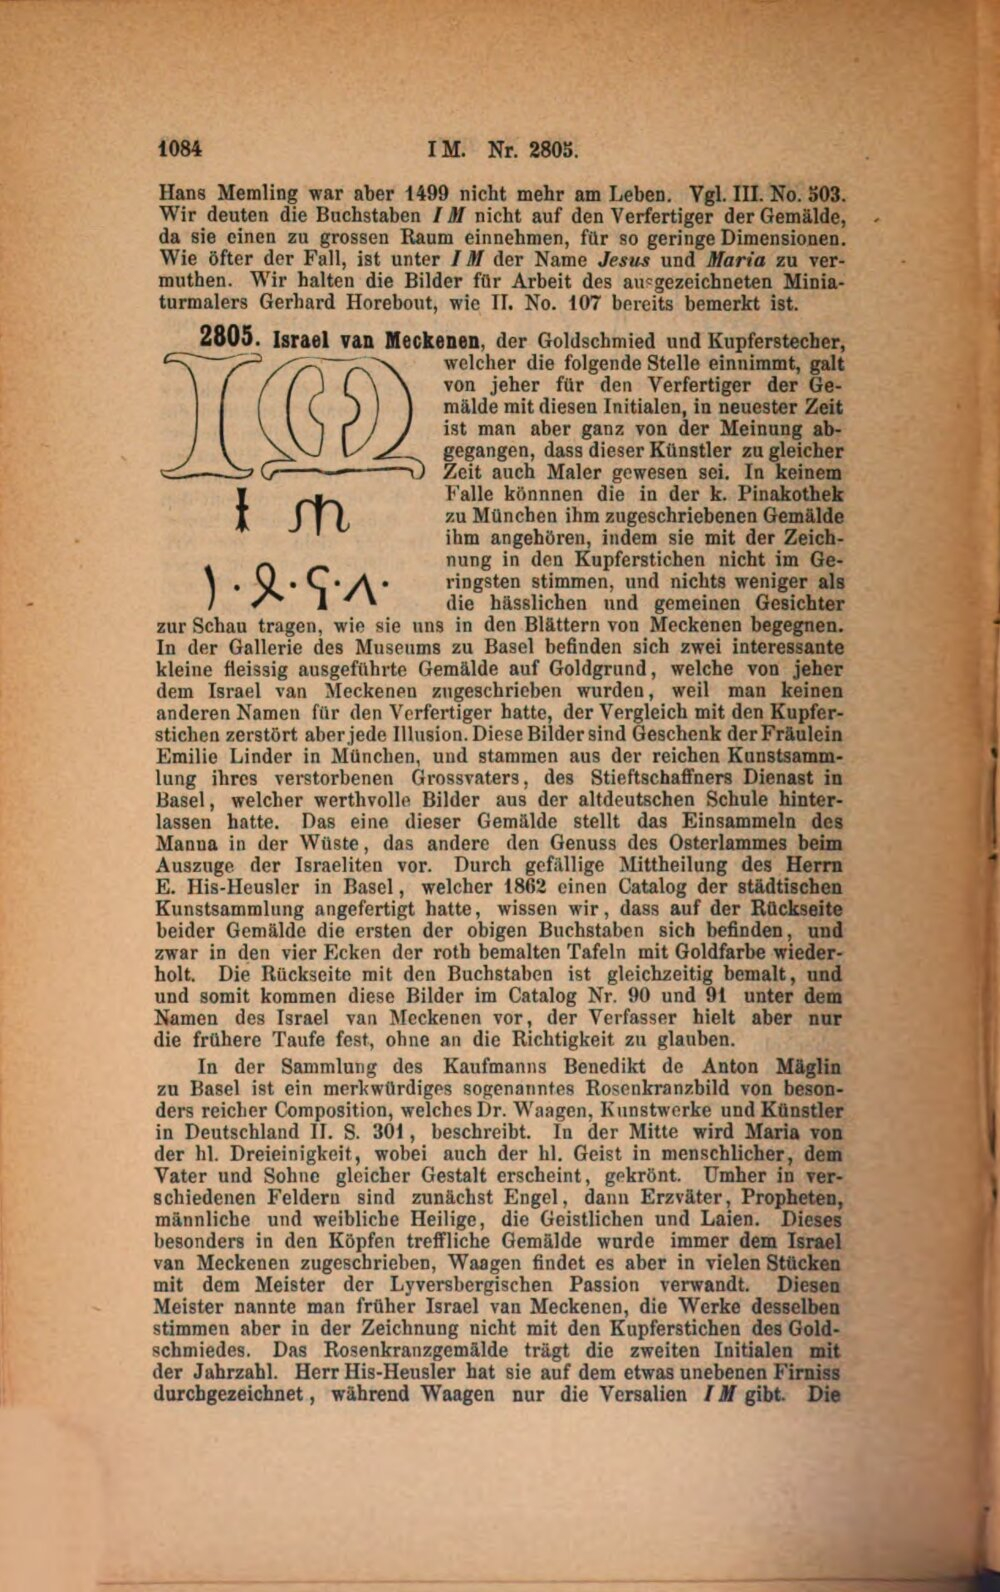 1084 I M. Nr. 2805.
Hans Memling war aber 1499 nicht mehr am Leben. Vgl. III. No. 503.
Wir deuten die Buchstaben I M nicht auf den Verfertiger der Gemälde,
da sie einen zu grossen Raum einnehmen, für so geringe Dimensionen.
Wie öfter der Fall, ist unter I M der Name Jesus und Maria zu ver-
muthen. Wir halten die Bilder für Arbeit des ausgezeichneten Minia-
turmalers Gerhard Horebout, wie II. No. 107 bereits bemerkt ist.
2805. Israel van Meckenen, der Goldschmied und Kupferstecher,
welcher die folgende Stelle einnimmt, galt
von jeher für den Verfertiger der Ge-
mälde mit diesen Initialen, in neuester Zeit
ist man aber ganz von der Meinung ab-
gegangen, dass dieser Künstler zu gleicher
Zeit auch Maler gewesen sei. In keinem
Falle könnnen die in der k. Pinakothek
zu München ihm zugeschriebenen Gemälde
ihm angehören, indem sie mit der Zeich-
nung in den Kupferstichen nicht im Ge-
ringsten stimmen, und nichts weniger als
die hässlichen und gemeinen Gesichter
I M
I m
zur Schau tragen, wie sie uns in den Blättern von Meckenen begegnen.
In der Gallerie des Museums zu Basel befinden sich zwei interessante
kleine fleissig ausgeführte Gemälde auf Goldgrund, welche von jeher
dem Israel van Meckenen zugeschrieben wurden, weil man keinen
anderen Namen für den Verfertiger hatte, der Vergleich mit den Kupfer-
stichen zerstört aber jede Illusion. Diese Bilder sind Geschenk der Fräulein
Emilie Linder in München, und stammen aus der reichen Kunstsamm-
lung ihres verstorbenen Grossvaters, des Stieftschaffners Dienast in
Basel, welcher werthvolle Bilder aus der altdeutschen Schule hinter-
lassen hatte. Das eine dieser Gemälde stellt das Einsammeln des
Manna in der Wüste, das andere den Genuss des Osterlammes beim
Auszuge der Israeliten vor. Durch gefällige Mittheilung des Herrn
E. His-Heusler in Basel, welcher 1862 einen Catalog der städtischen
Kunstsammlung angefertigt hatte, wissen wir, dass auf der Rückseite
beider Gemälde die ersten der obigen Buchstaben sich befinden, und
zwar in den vier Ecken der roth bemalten Tafeln mit Goldfarbe wieder-
holt. Die Rückseite mit den Buchstaben ist gleichzeitig bemalt, und
und somit kommen diese Bilder im Catalog Nr. 90 und 91 unter dem
Namen des Israel van Meckenen vor, der Verfasser hielt aber nur
die frühere Taufe fest, ohne an die Richtigkeit zu glauben.
In der Sammlung des Kaufmanns Benedikt de Anton Mäglin
zu Basel ist ein merkwürdiges sogenanntes Rosenkranzbild von beson-
ders reicher Composition, welches Dr. Waagen, Kunstwerke und Künstler
in Deutschland II. S. 301, beschreibt. In der Mitte wird Maria von
der hl. Dreieinigkeit, wobei auch der hl. Geist in menschlicher, dem
Vater und Sohne gleicher Gestalt erscheint, gekrönt. Umher in ver-
schiedenen Feldern sind zunächst Engel, dann Erzväter, Propheten,
männliche und weibliche Heilige, die Geistlichen und Laien. Dieses
besonders in den Köpfen treffliche Gemälde wurde immer dem Israel
van Meckenen zugeschrieben, Waagen findet es aber in vielen Stücken
mit dem Meister der Lyversbergischen Passion verwandt. Diesen
Meister nannte man früher Israel van Meckenen, die Werke desselben
stimmen aber in der Zeichnung nicht mit den Kupferstichen des Gold-
schmiedes. Das Rosenkranzgemälde trägt die zweiten Initialen mit
der Jahrzahl. Herr His-Heusler hat sie auf dem etwas unebenen Firniss
durchgezeichnet, während Waagen nur die Versalien I M gibt. Die